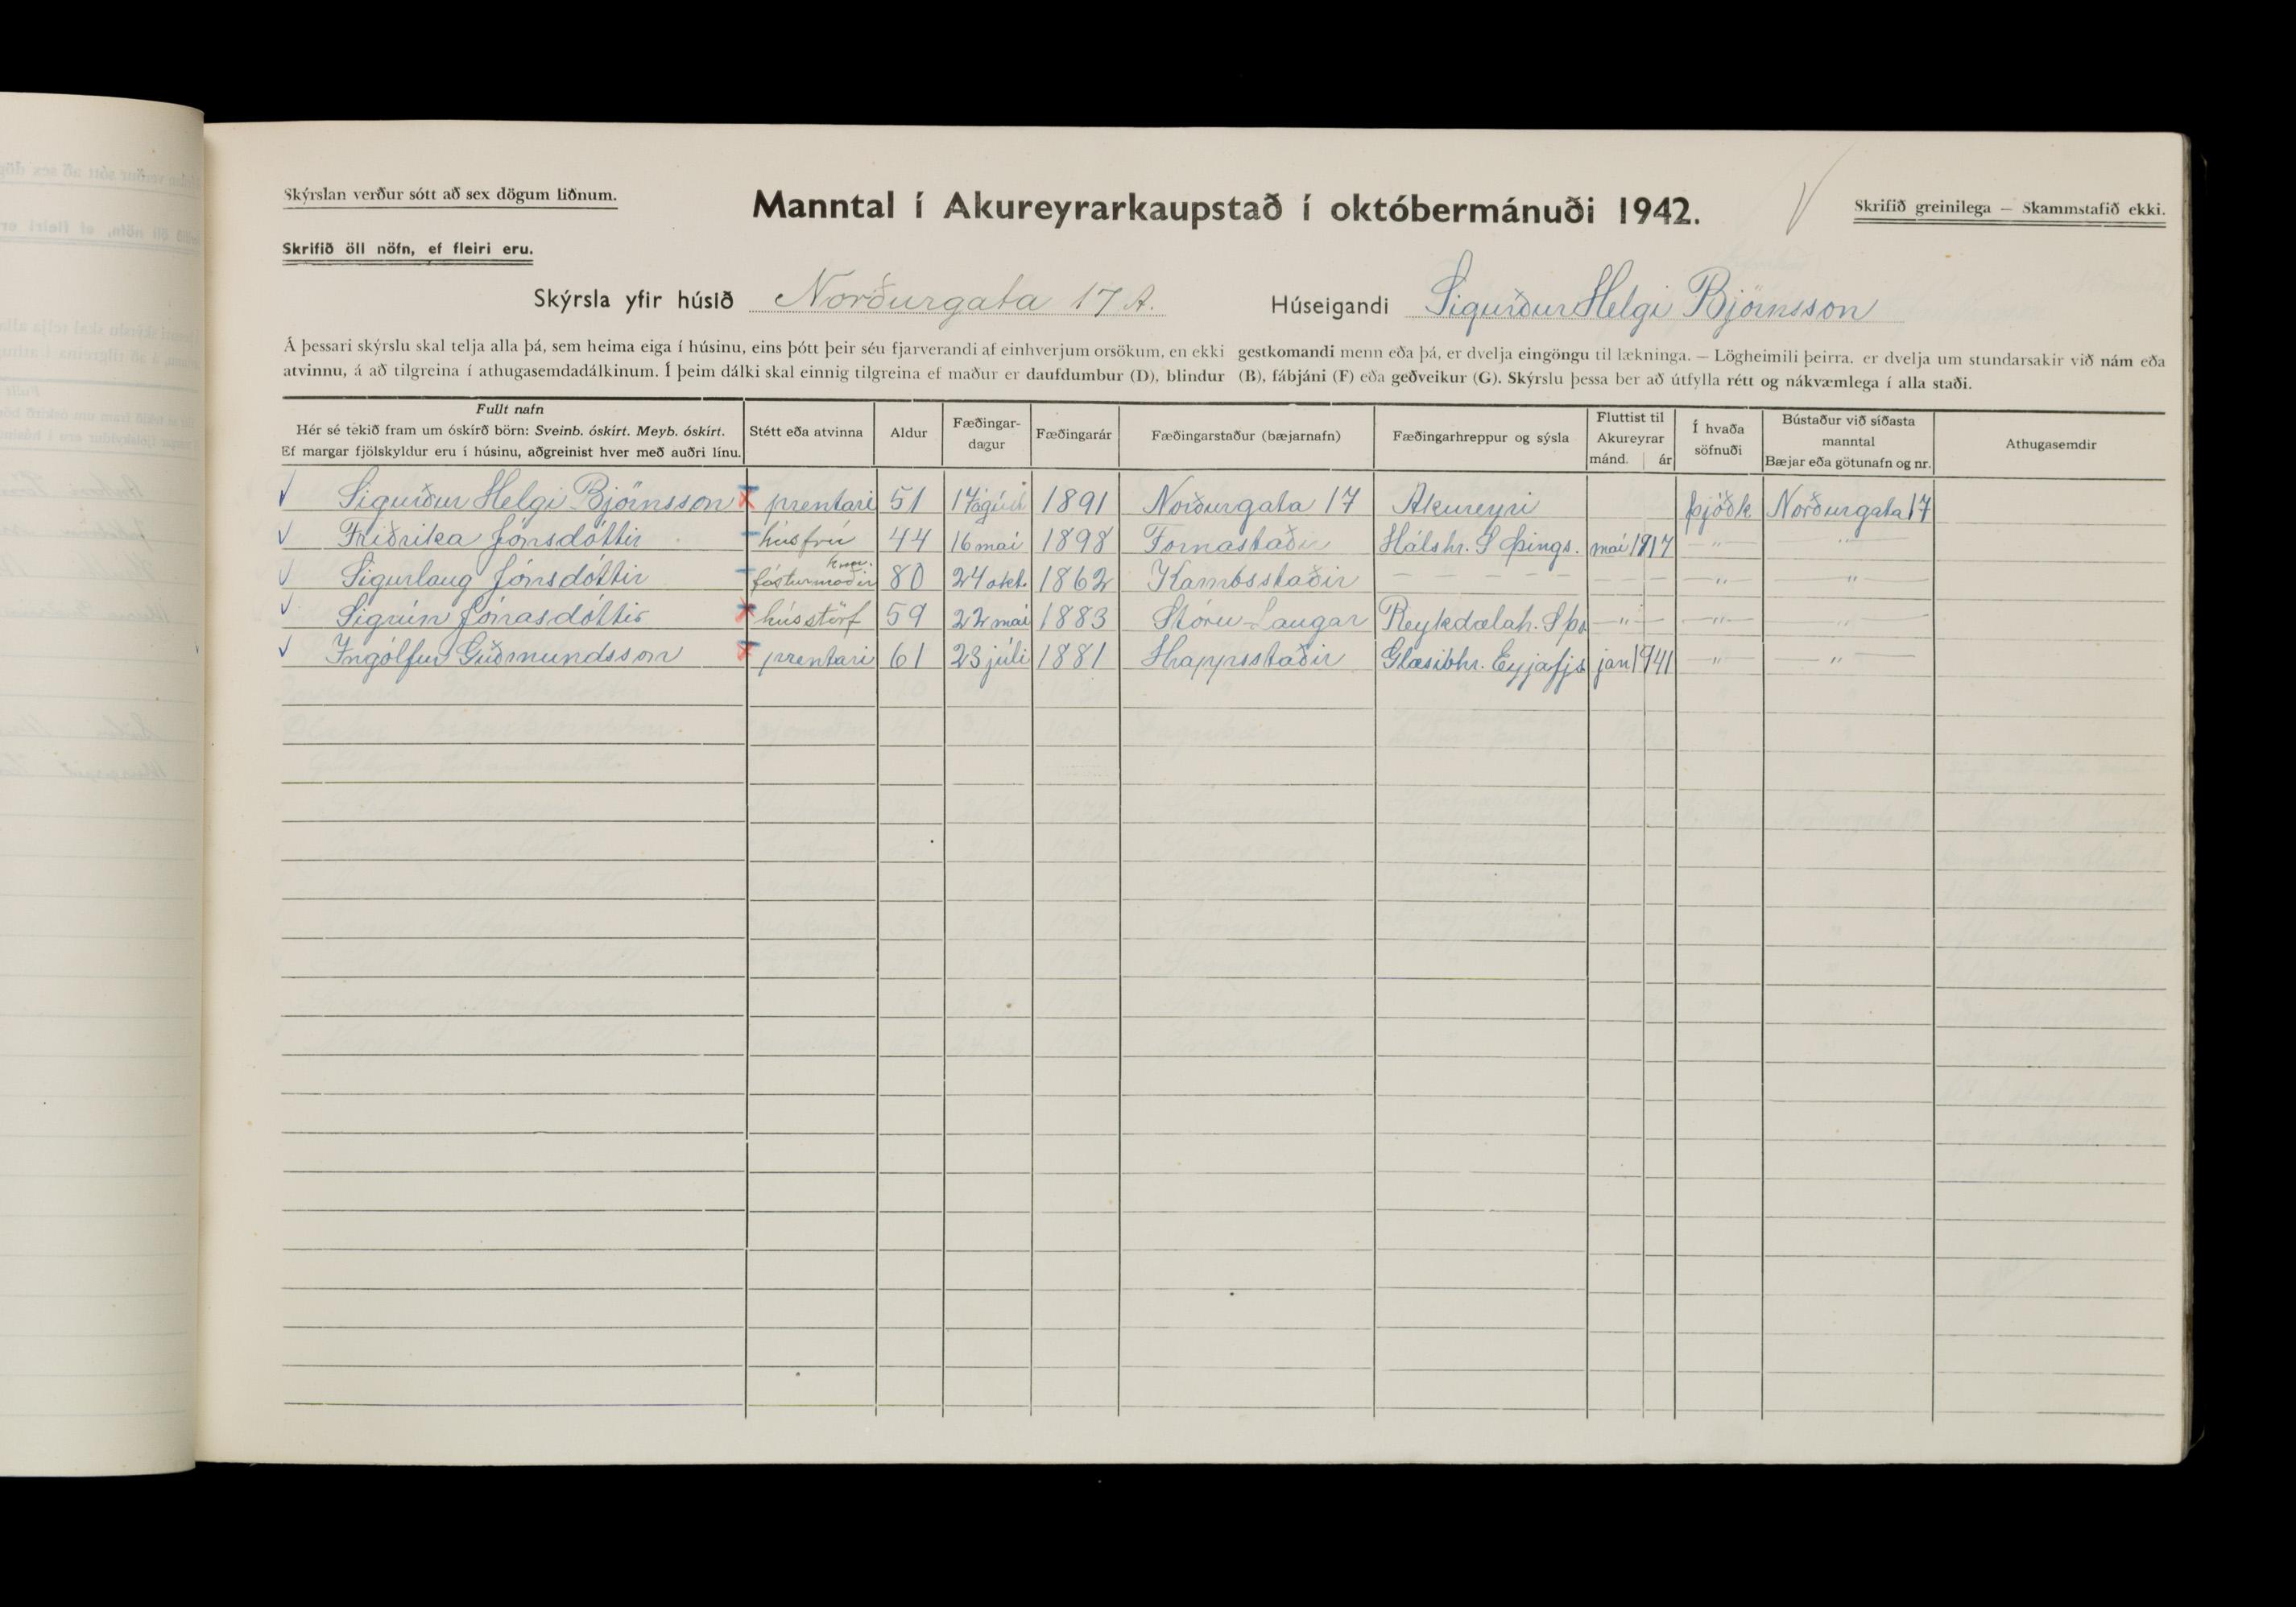 Skýrslan verður sótt að sex dögum liðnum.
Manntal í Akureyrarkaupstað í októbermánuði 1942.
Skrifið greinilega — Skammstafið ekki.
Skrifið öll nöfn, ef fleiri eru.
Skýrsla yfir húsið Norðurgata 17 A. Húseigandi Sigurður Helgi Björnsson
Á þessari skýrslu skal telja alla þá, sem heima eiga í húsinu, eins þótt þeir séu fjarverandi af einhverjum orsökum, en ekki gestkomandi menn eða þá, er dvelja eingöngu til lækninga. — Lögheimili þeirra, er dvelja um stundarsakir við nám eða
atvinnu, á að tilgreina í athugasemdadálkinum. Í þeim dálki skal einnig tilgreina ef maður er daufdumbur (D), blindur (B), fábjáni (F) eða geðveikur (G). Skýrslu þessa ber að útfylla rétt og nákvæmlega í alla staði.
Fullt nafn
Hér sé tekið fram um óskírð börn: Sveinb. óskírt. Meyb. óskírt.
Ef margar fjölskyldur eru í húsinu, aðgreinist hver með auðri línu.
Stétt eða atvinna
Aldur
Fæðingar-
dagur
Fæðingarár
Fæðingarstaður (bæjarnafn)
Fæðingarhreppur og sýsla
Fluttist til
Akureyrar
mánd. ár
Í hvaða
söfnuði
Bústaður við síðasta
manntal
Bæjar eða götunafn og nr.
Athugasemdir
Sigurður Helgi Björnsson prentari 51 ágúst 1891 Norðurgata 17 Akureyri þjóðk Norðurgata 17
Friðrika Jónsdóttir húsfrú 44 16 maí 1898 Fornastaðir Hálshr. S Þings. maí 1917 — " — "
Sigurlaug Jónsdóttir fósturmóðir 80 24 okt. 1862 Kambsstaðir — — — — — — — — " — "
Sigrún Jónasdóttir hússtörf 59 22 maí 1883 Stóru Laugar Reykdælah. S Þ. — " — — " — "
Ingólfur Guðmundsson prentari 61 23 júlí 1881 Hrappsstaðir Glæsibhr. Eyjafjs jan 1941 — " — — " —